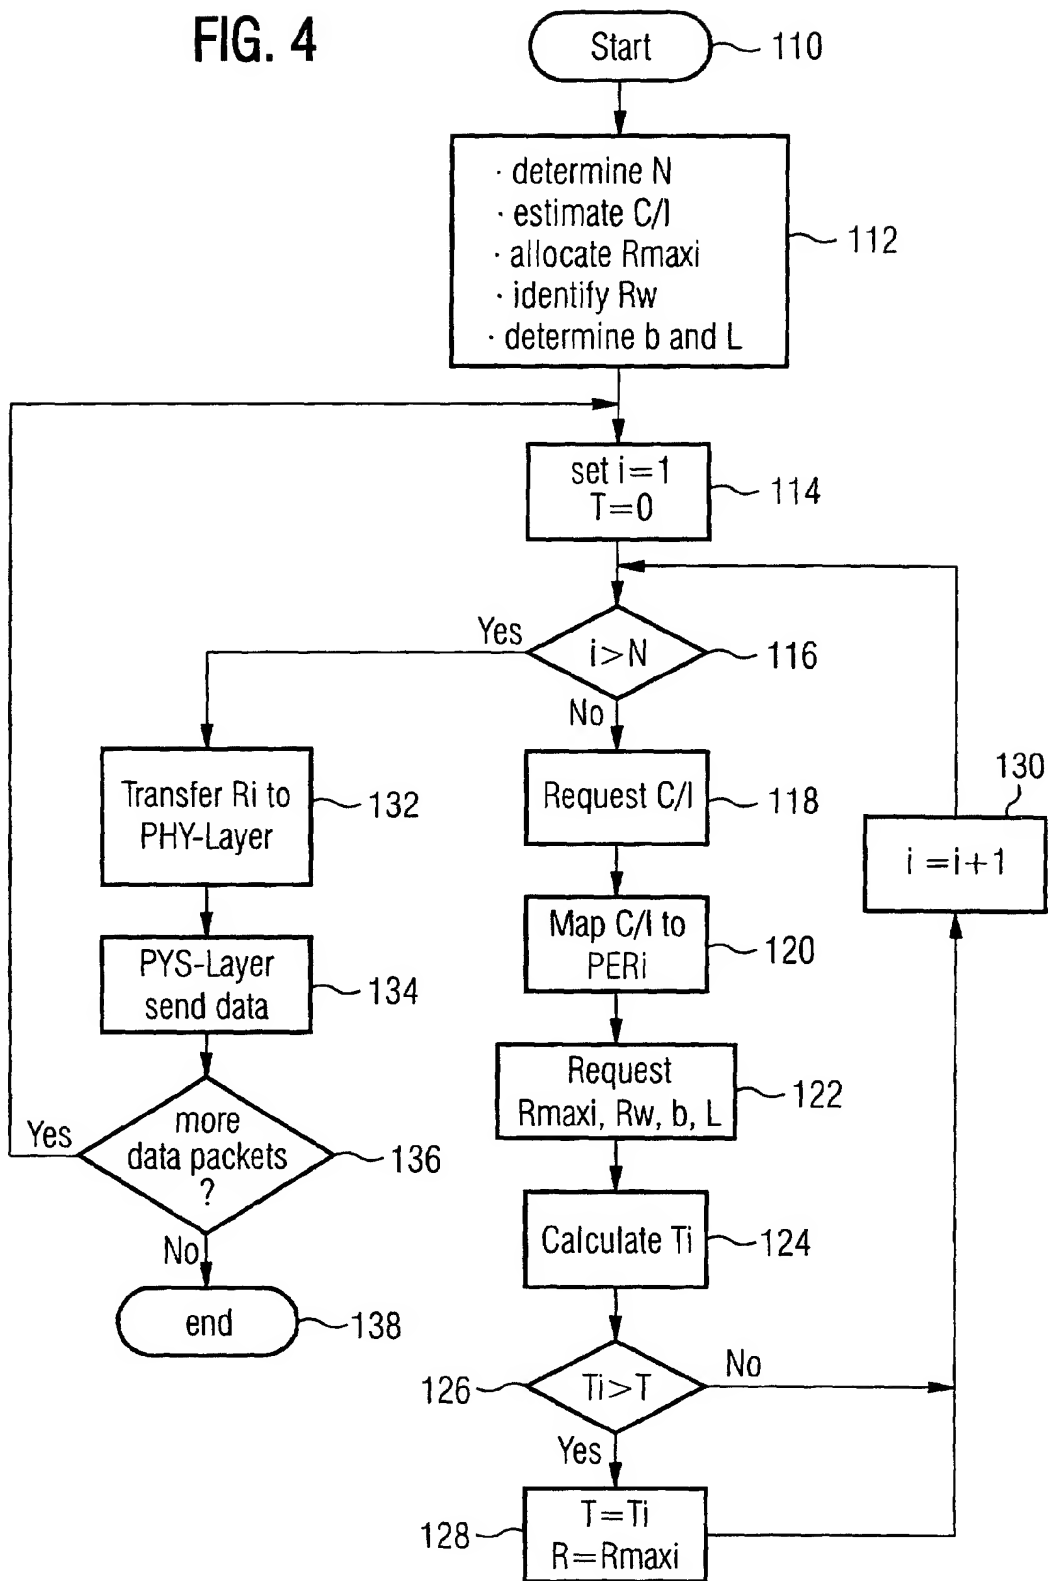 FIG. 4
Start
110
· determine N
· estimate C/I
· allocate Rmaxi
· identify Rw
· determine b and L
112
set i=1
T=0
114
Yes
i>N
116
No
Transfer Ri to
PHY-Layer
132
Request C/I
118
130
i=i+1
Map C/I to
PERi
120
PYS-Layer
send data
134
Request
Rmaxi, Rw, b, L
122
Yes
more
data packets
?
136
No
Calculate Ti
124
end
138
126
Ti>T
No
Yes
128
T=Ti
R=Rmaxi